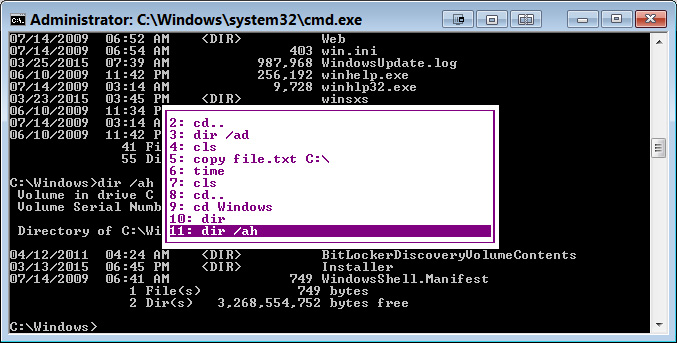 Administrator: C:\Windows\system32\cmd.exe
07/14/2009 06:52 AM <DIR> Web
07/14/2009 06:54 AM 403 win.ini
03/25/2015 07:39 AM 987,968 WindowsUpdate.log
06/10/2009 11:42 PM 256,192 winhelp.exe
07/14/2009 03:14 AM 9,728 winhlp32.exe
03/23/2015 03:45 PM <DIR> winsxs
06/10/2009 11:34 P
07/14/2009 03:14 A
06/10/2009 11:42 P
41 Fi
55 Di
2: cd..
3: dir /ad
4: cls
5: copy file.txt C:\
6: time
7: cls
8: cd..
9: cd Windows
10: dir
11: dir /ah
C:\Windows>dir /ah
Volume in drive C
Volume Serial Numb
Directory of C:\Wi
04/12/2011 04:24 AM <DIR> BitLockerDiscoveryVolumeContents
03/13/2015 06:45 PM <DIR> Installer
07/14/2009 06:41 AM 749 WindowsShell.Manifest
1 File(s) 749 bytes
2 Dir(s) 3,268,554,752 bytes free
C:\Windows>